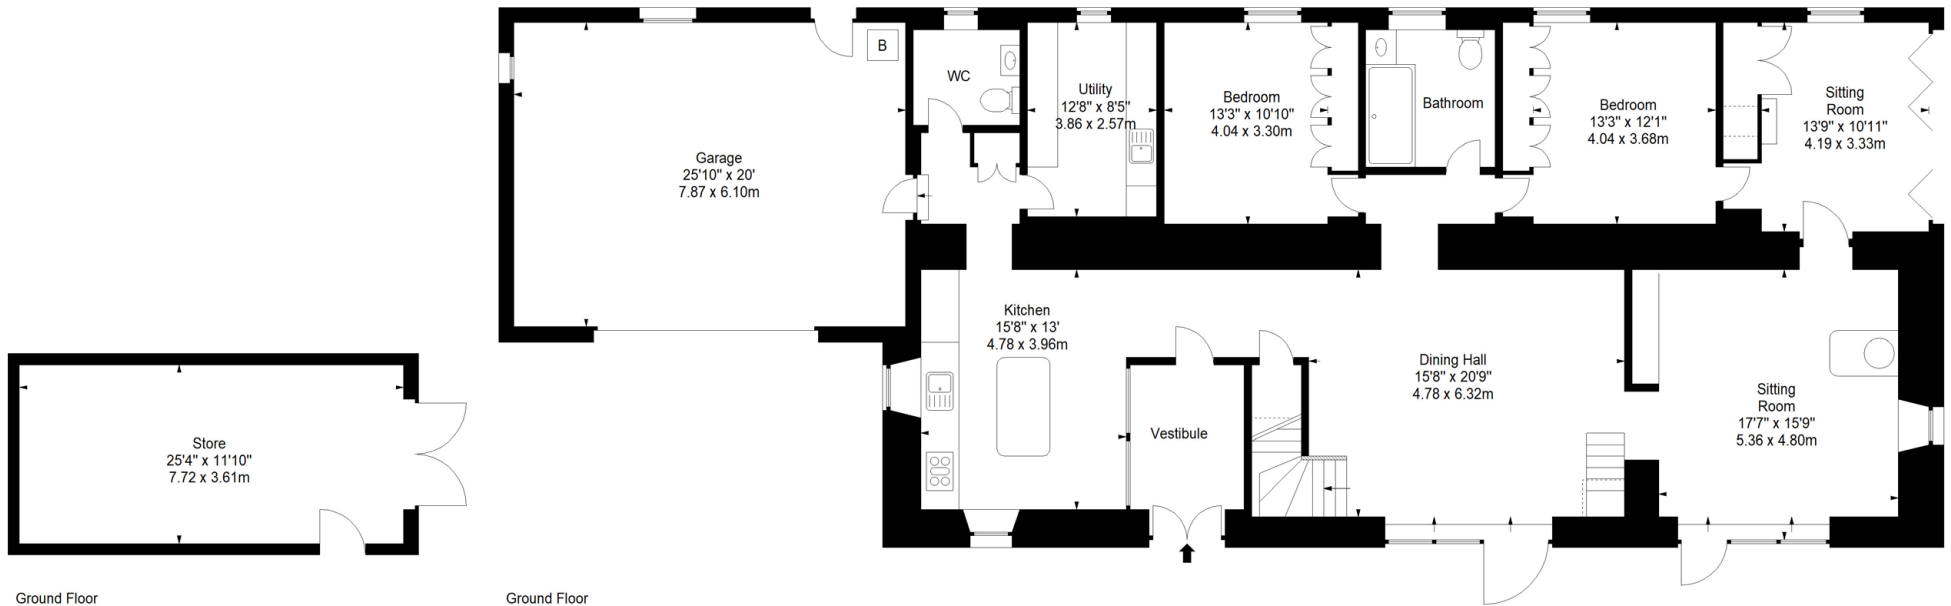 B
WC
Utility
12'8" x 8'5"
3.86 x 2.57m
Bedroom
13'3" x 10'10"
4.04 x 3.30m
Bathroom
Bedroom
13'3" x 12'1"
4.04 x 3.68m
Sitting
Room
13'9" x 10'11"
4.19 x 3.33m
Garage
25'10" x 20'
7.87 x 6.10m
Kitchen
15'8" x 13'
4.78 x 3.96m
Dining Hall
15'8" x 20'9"
4.78 x 6.32m
Sitting
Room
17'7" x 15'9"
5.36 x 4.80m
Vestibule
Store
25'4" x 11'10"
7.72 x 3.61m
Ground Floor
Ground Floor